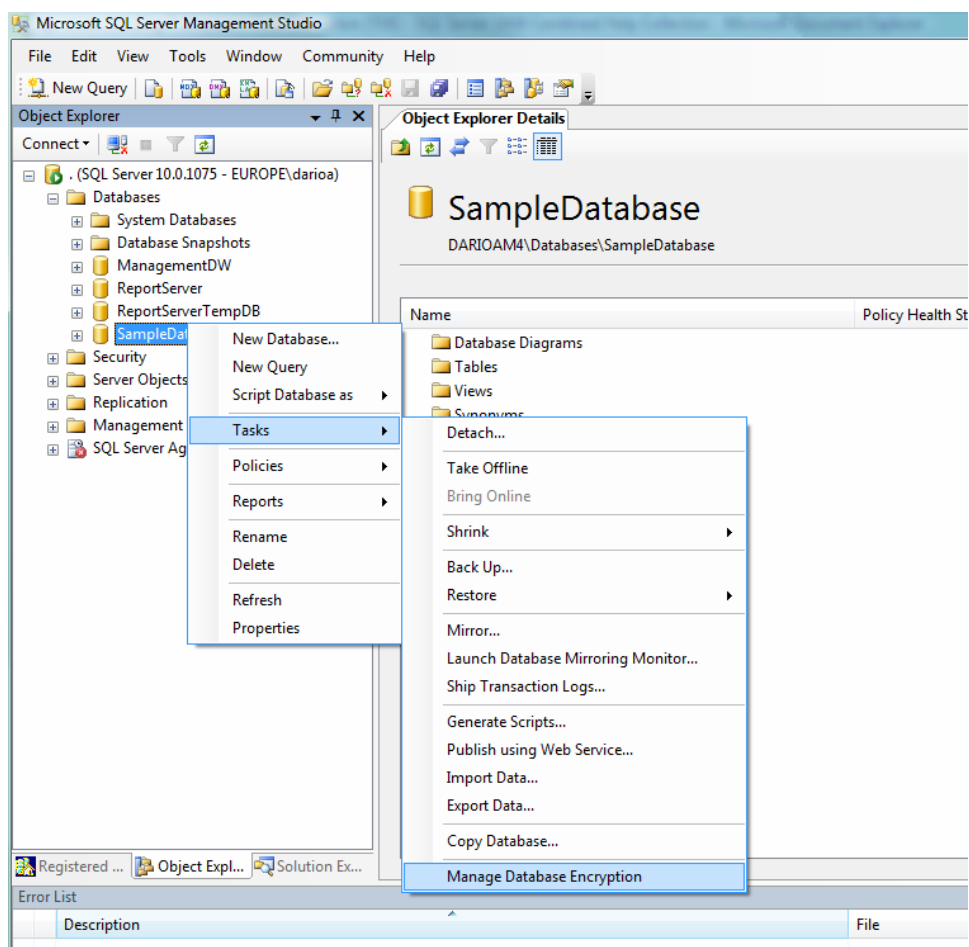 Microsoft SQL Server Management Studio
File Edit View Tools Window Community Help
New Query
Object Explorer
Connect
. (SQL Server 10.0.1075 - EUROPE\darioa)
Databases
System Databases
Database Snapshots
ManagementDW
ReportServer
ReportServerTempDB
SampleDat
Security
Server Objects
Replication
Management
SQL Server Ag
Registered ... Object Expl... Solution Ex...
Object Explorer Details
SampleDatabase
DARIOAM4\Databases\SampleDatabase
Name Policy Health St
Database Diagrams
Tables
Views
Synonyms
New Database...
New Query
Script Database as
Tasks
Policies
Reports
Rename
Delete
Refresh
Properties
Detach...
Take Offline
Bring Online
Shrink
Back Up...
Restore
Mirror...
Launch Database Mirroring Monitor...
Ship Transaction Logs...
Generate Scripts...
Publish using Web Service...
Import Data...
Export Data...
Copy Database...
Manage Database Encryption
Error List
Description File